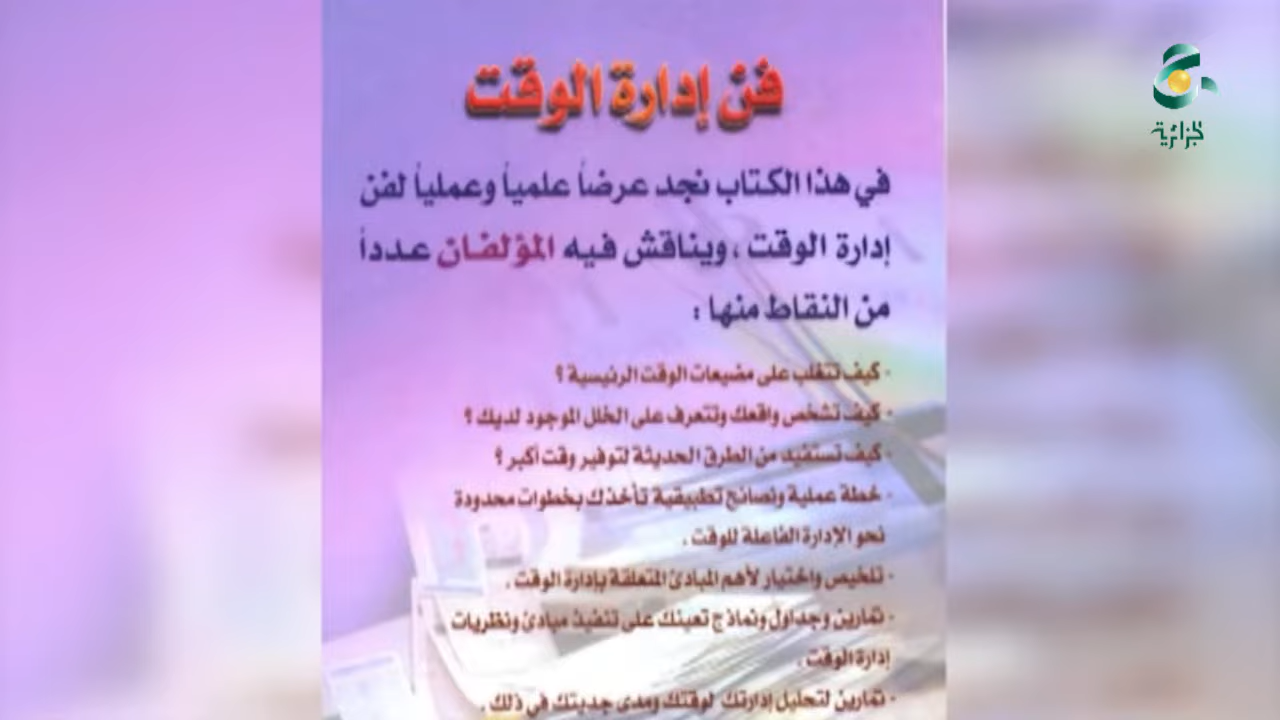 الجزائرية
فن إدارة الوقت
في هذا الكتاب نجد عرضاً علمياً وعملياً لفن
إدارة الوقت ، ويناقش فيه المؤلفان عدداً
من النقاط منها :
- كيف تتغلب على مضيعات الوقت الرئيسية ؟
- كيف تشخص واقعك وتتعرف على الخلل الموجود لديك ؟
- كيف تستفيد من الطرق الحديثة لتوفير وقت أكبر ؟
- خطة عملية ونصائح تطبيقية تأخذك بخطوات محدودة
نحو الإدارة الفاعلة للوقت .
- تلخيص واختيار لأهم المبادئ المتعلقة بإدارة الوقت .
- تمارين وجداول ونماذج تعينك على تنفيذ مبادئ ونظريات
إدارة الوقت .
- تمارين لتحليل إدارتك لوقتك ومدى جديتك في ذلك .